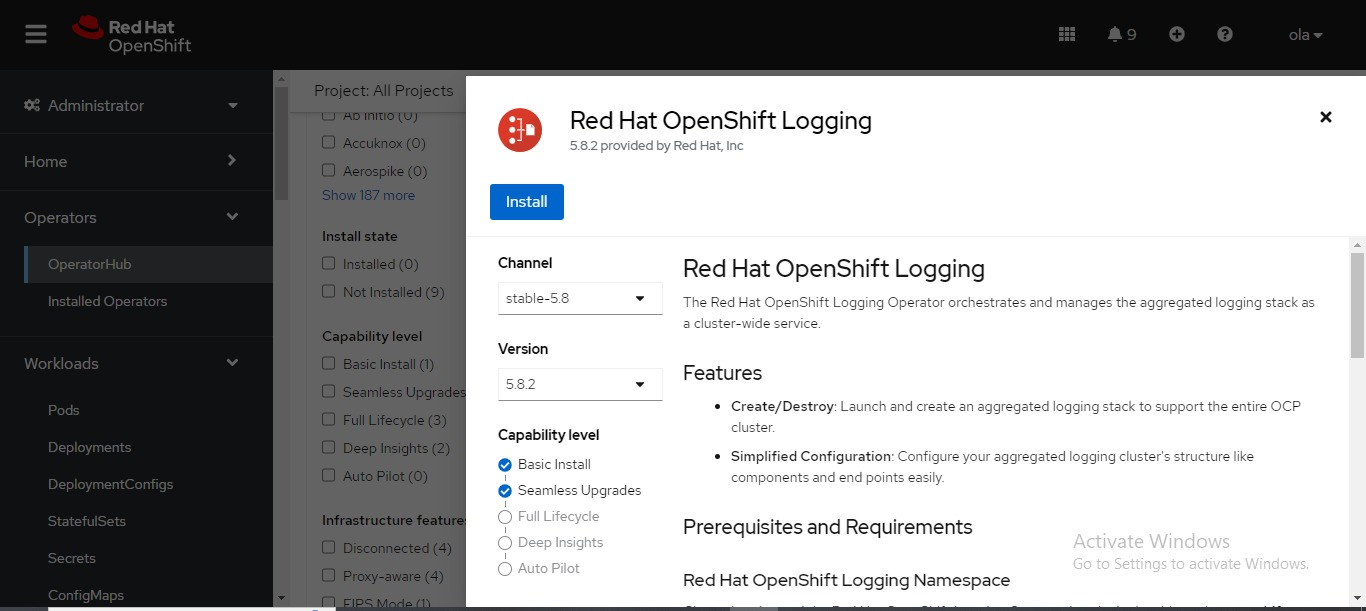 Red Hat
OpenShift
9
ola
Administrator
Home
Operators
OperatorHub
Installed Operators
Workloads
Pods
Deployments
DeploymentConfigs
StatefulSets
Secrets
ConfigMaps
Project: All Projects
Ab Initio (0)
Accuknox (0)
Aerospike (0)
Show 187 more
Install state
Installed (0)
Not Installed (9)
Capability level
Basic Install (1)
Seamless Upgrades
Full Lifecycle (3)
Deep Insights (2)
Auto Pilot (0)
Infrastructure features
Disconnected (4)
Proxy-aware (4)
FIPS Mode (1)
Red Hat OpenShift Logging
5.8.2 provided by Red Hat, Inc
Install
Channel
stable-5.8
Version
5.8.2
Capability level
Basic Install
Seamless Upgrades
Full Lifecycle
Deep Insights
Auto Pilot
Red Hat OpenShift Logging
The Red Hat OpenShift Logging Operator orchestrates and manages the aggregated logging stack as
a cluster-wide service.
Features
• Create/Destroy: Launch and create an aggregated logging stack to support the entire OCP
cluster.
• Simplified Configuration: Configure your aggregated logging cluster's structure like
components and end points easily.
Prerequisites and Requirements
Red Hat OpenShift Logging Namespace
Activate Windows
Go to Settings to activate Windows.